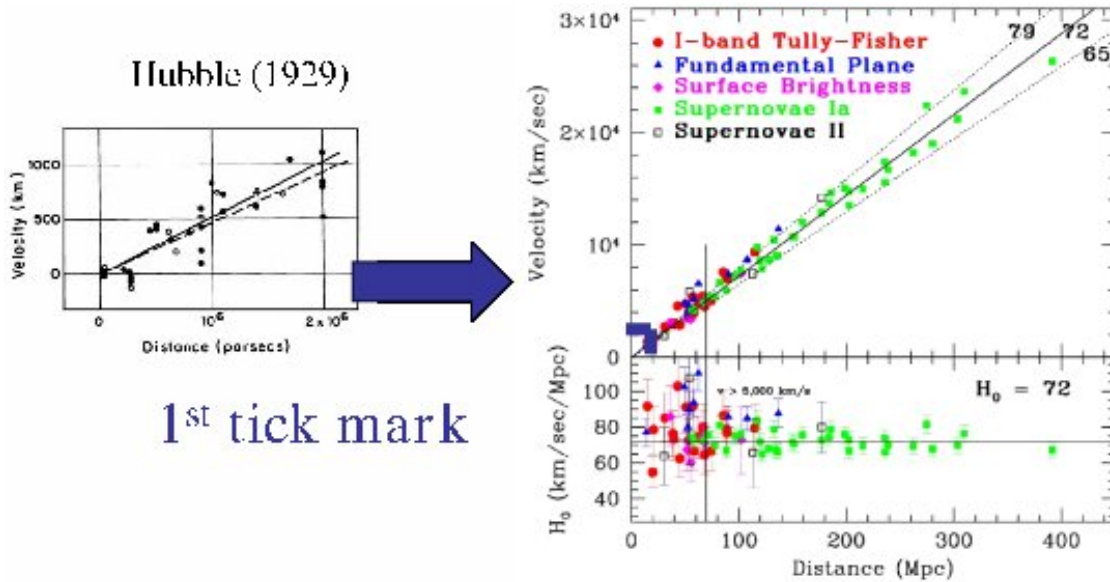 Hubble (1929)
Velocity (km)
1000
500
0
0
10⁶
2 x 10⁶
Distance (parsecs)
1st tick mark
3×10⁴
2×10⁴
10⁴
0
Velocity (km/sec)
I-band Tully-Fisher
Fundamental Plane
Surface Brightness
Supernovae Ia
Supernovae II
79
72
65
H₀ (km/sec/Mpc)
100
80
60
40
v > 5,000 km/s
H₀ = 72
0
100
200
300
400
Distance (Mpc)